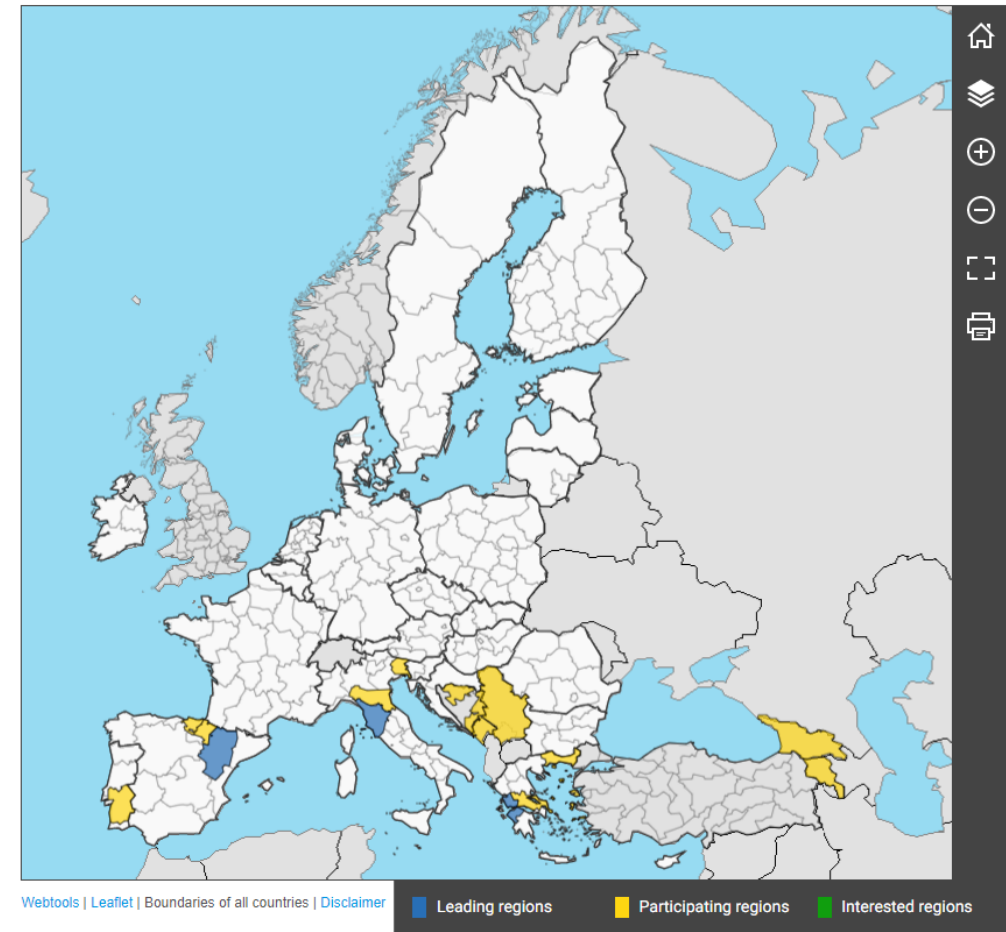 Webtools | Leaflet | Boundaries of all countries | Disclaimer
Leading regions
Participating regions
Interested regions